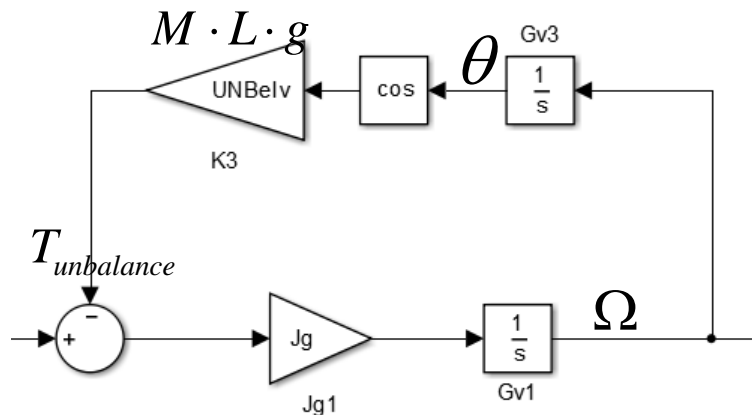 M · L · g
Gv3
UNBelv
cos
θ
1
s
K3
T unbalance
−
+
Jg
1
s
Ω
Jg1
Gv1